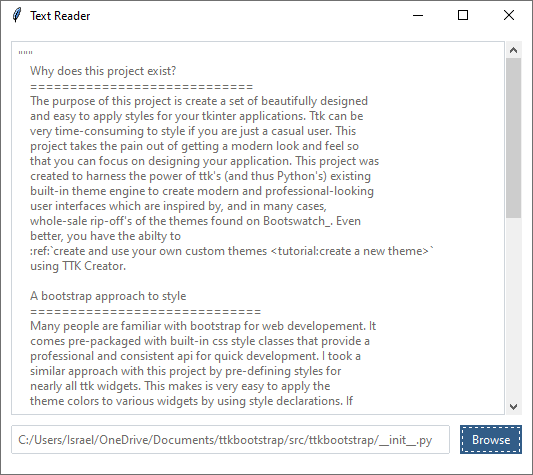 Text Reader
"""
Why does this project exist?
============================
The purpose of this project is create a set of beautifully designed
and easy to apply styles for your tkinter applications. Ttk can be
very time-consuming to style if you are just a casual user. This
project takes the pain out of getting a modern look and feel so
that you can focus on designing your application. This project was
created to harness the power of ttk's (and thus Python's) existing
built-in theme engine to create modern and professional-looking
user interfaces which are inspired by, and in many cases,
whole-sale rip-off's of the themes found on Bootswatch_. Even
better, you have the abilty to
:ref:`create and use your own custom themes <tutorial:create a new theme>`
using TTK Creator.
A bootstrap approach to style
=============================
Many people are familiar with bootstrap for web developement. It
comes pre-packaged with built-in css style classes that provide a
professional and consistent api for quick development. I took a
similar approach with this project by pre-defining styles for
nearly all ttk widgets. This makes is very easy to apply the
theme colors to various widgets by using style declarations. If
C:/Users/Israel/OneDrive/Documents/ttkbootstrap/src/ttkbootstrap/__init__.py
Browse